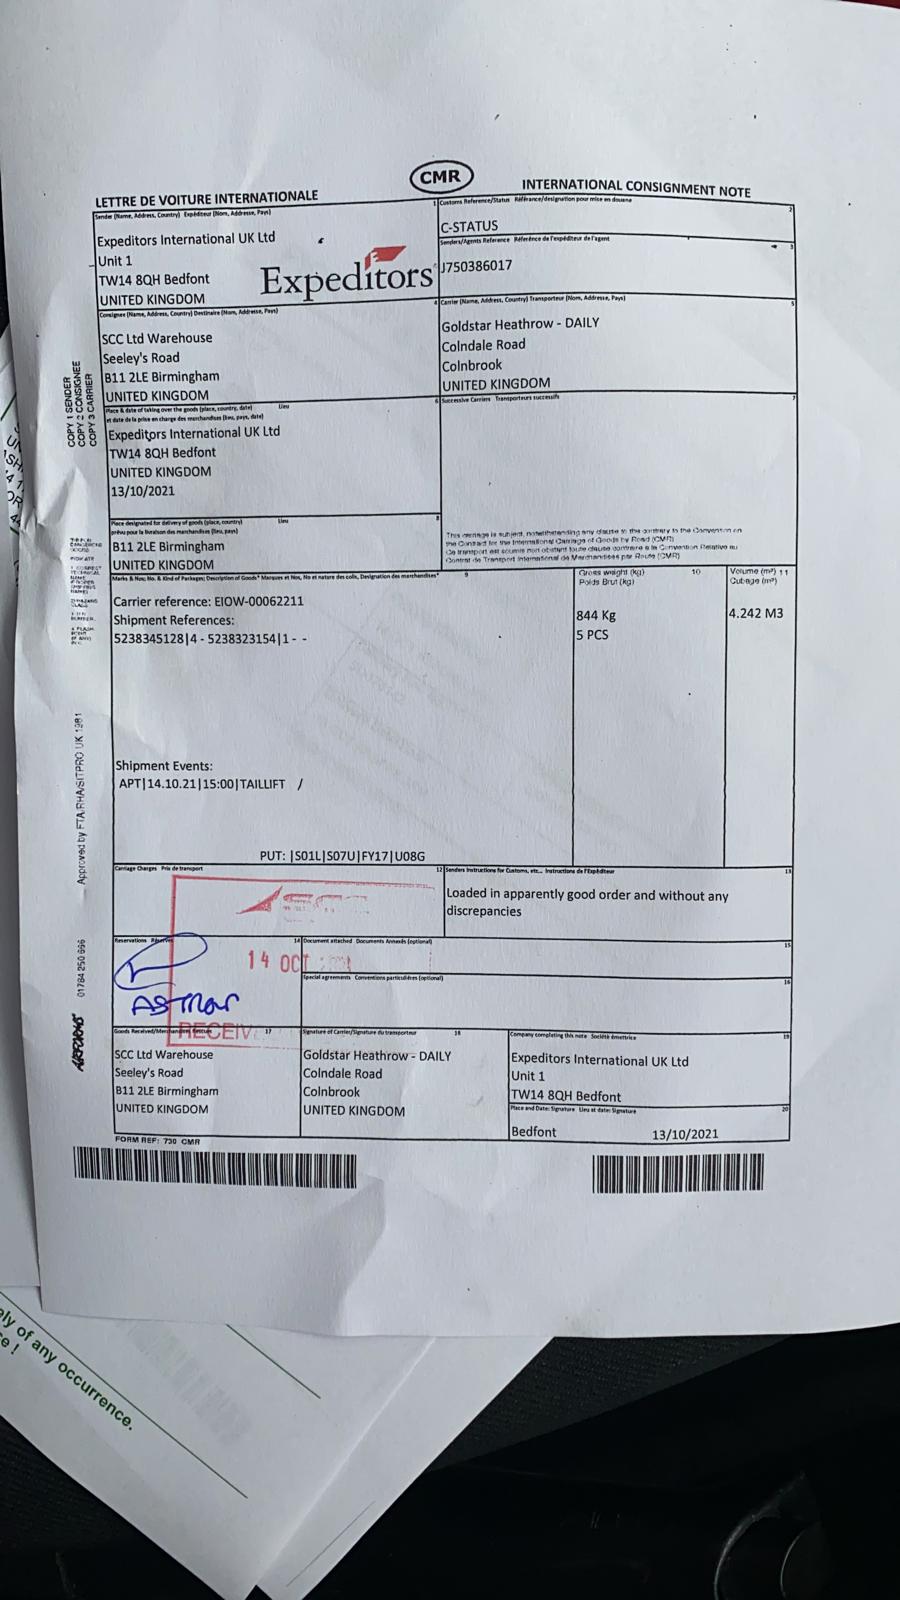 CMR
LETTRE DE VOITURE INTERNATIONALE
INTERNATIONAL CONSIGNMENT NOTE
Sender (Name, Address, Country) Expéditeur (Nom, Adresse, Pays)
1
Expeditors International UK Ltd
Unit 1
TW14 8QH Bedfont
UNITED KINGDOM
Expeditors
Customs Reference/Status Référance/designation pour mise en douane
2
C-STATUS
Senders/Agents Reference Référence de l'expéditeur de l'agent
3
J750386017
Consignee (Name, Address, Country) Destinaire (Nom, Addresse, Pays)
4
SCC Ltd Warehouse
Seeley's Road
B11 2LE Birmingham
UNITED KINGDOM
Carrier (Name, Address, Country) Transporteur (Nom, Adresse, Pays)
5
Goldstar Heathrow - DAILY
Colndale Road
Colnbrook
UNITED KINGDOM
Place & date of taking over the goods (place, country, date) Lieu
et date de la prise en charge des marchandises (lieu, pays, date)
6
Expeditors International UK Ltd
TW14 8QH Bedfont
UNITED KINGDOM
13/10/2021
Successive Carriers Transporteurs successifs
7
Place designated for delivery of goods (place, country) Lieu
prévu pour la livraison des marchandises (lieu, pays)
8
B11 2LE Birmingham
UNITED KINGDOM
This carriage is subject, notwithstanding any clause to the contrary to the Convention on
the Contract for the International Carriage of Goods by Road (CMR)
Ce transport est soumis non obstant toute clause contraire a la Convention Relative au
Contrat de Transport International de Marchandises par Route (CMR)
Marks & Nos; No. & Kind of Packages; Description of Goods* Marques et Nos, No et nature des colis, Designation des marchandises*
9
Gross weight (kg) 10
Poids Brut (kg)
Volume (m³) 11
Cubage (m³)
Carrier reference: EIOW-00062211
Shipment References:
5238345128|4 - 5238323154|1 - -
844 Kg
5 PCS
4.242 M3
Shipment Events:
APT|14.10.21|15:00|TAILLIFT /
PUT: |S01L|S07U|FY17|U08G
Carriage Charges Prix de transport
12
Senders Instructions for Customs, etc... Instructions de l'Expéditeur
13
Loaded in apparently good order and without any
discrepancies
SCC
Reservations Réserves
14
14 OCT
ASTROW
RECEIV
Document attached Documents Annexés (optional)
15
Special agreements Conventions particulières (optional)
16
Goods Received/
17
SCC Ltd Warehouse
Seeley's Road
B11 2LE Birmingham
UNITED KINGDOM
Signature of Carrier/Signature du transporteur
18
Goldstar Heathrow - DAILY
Colndale Road
Colnbrook
UNITED KINGDOM
Company completing this note Société émettrice
19
Expeditors International UK Ltd
Unit 1
TW14 8QH Bedfont
Place and Date: Signature Lieu et date: Signature
20
Bedfont 13/10/2021
FORM REF: 730 CMR
COPY 1 SENDER
COPY 2 CONSIGNEE
COPY 3 CARRIER
Approved by FTA/RHA/SITPRO UK 1981
01784 250 696
AIRFORMS
ely of any occurrence.
ce !